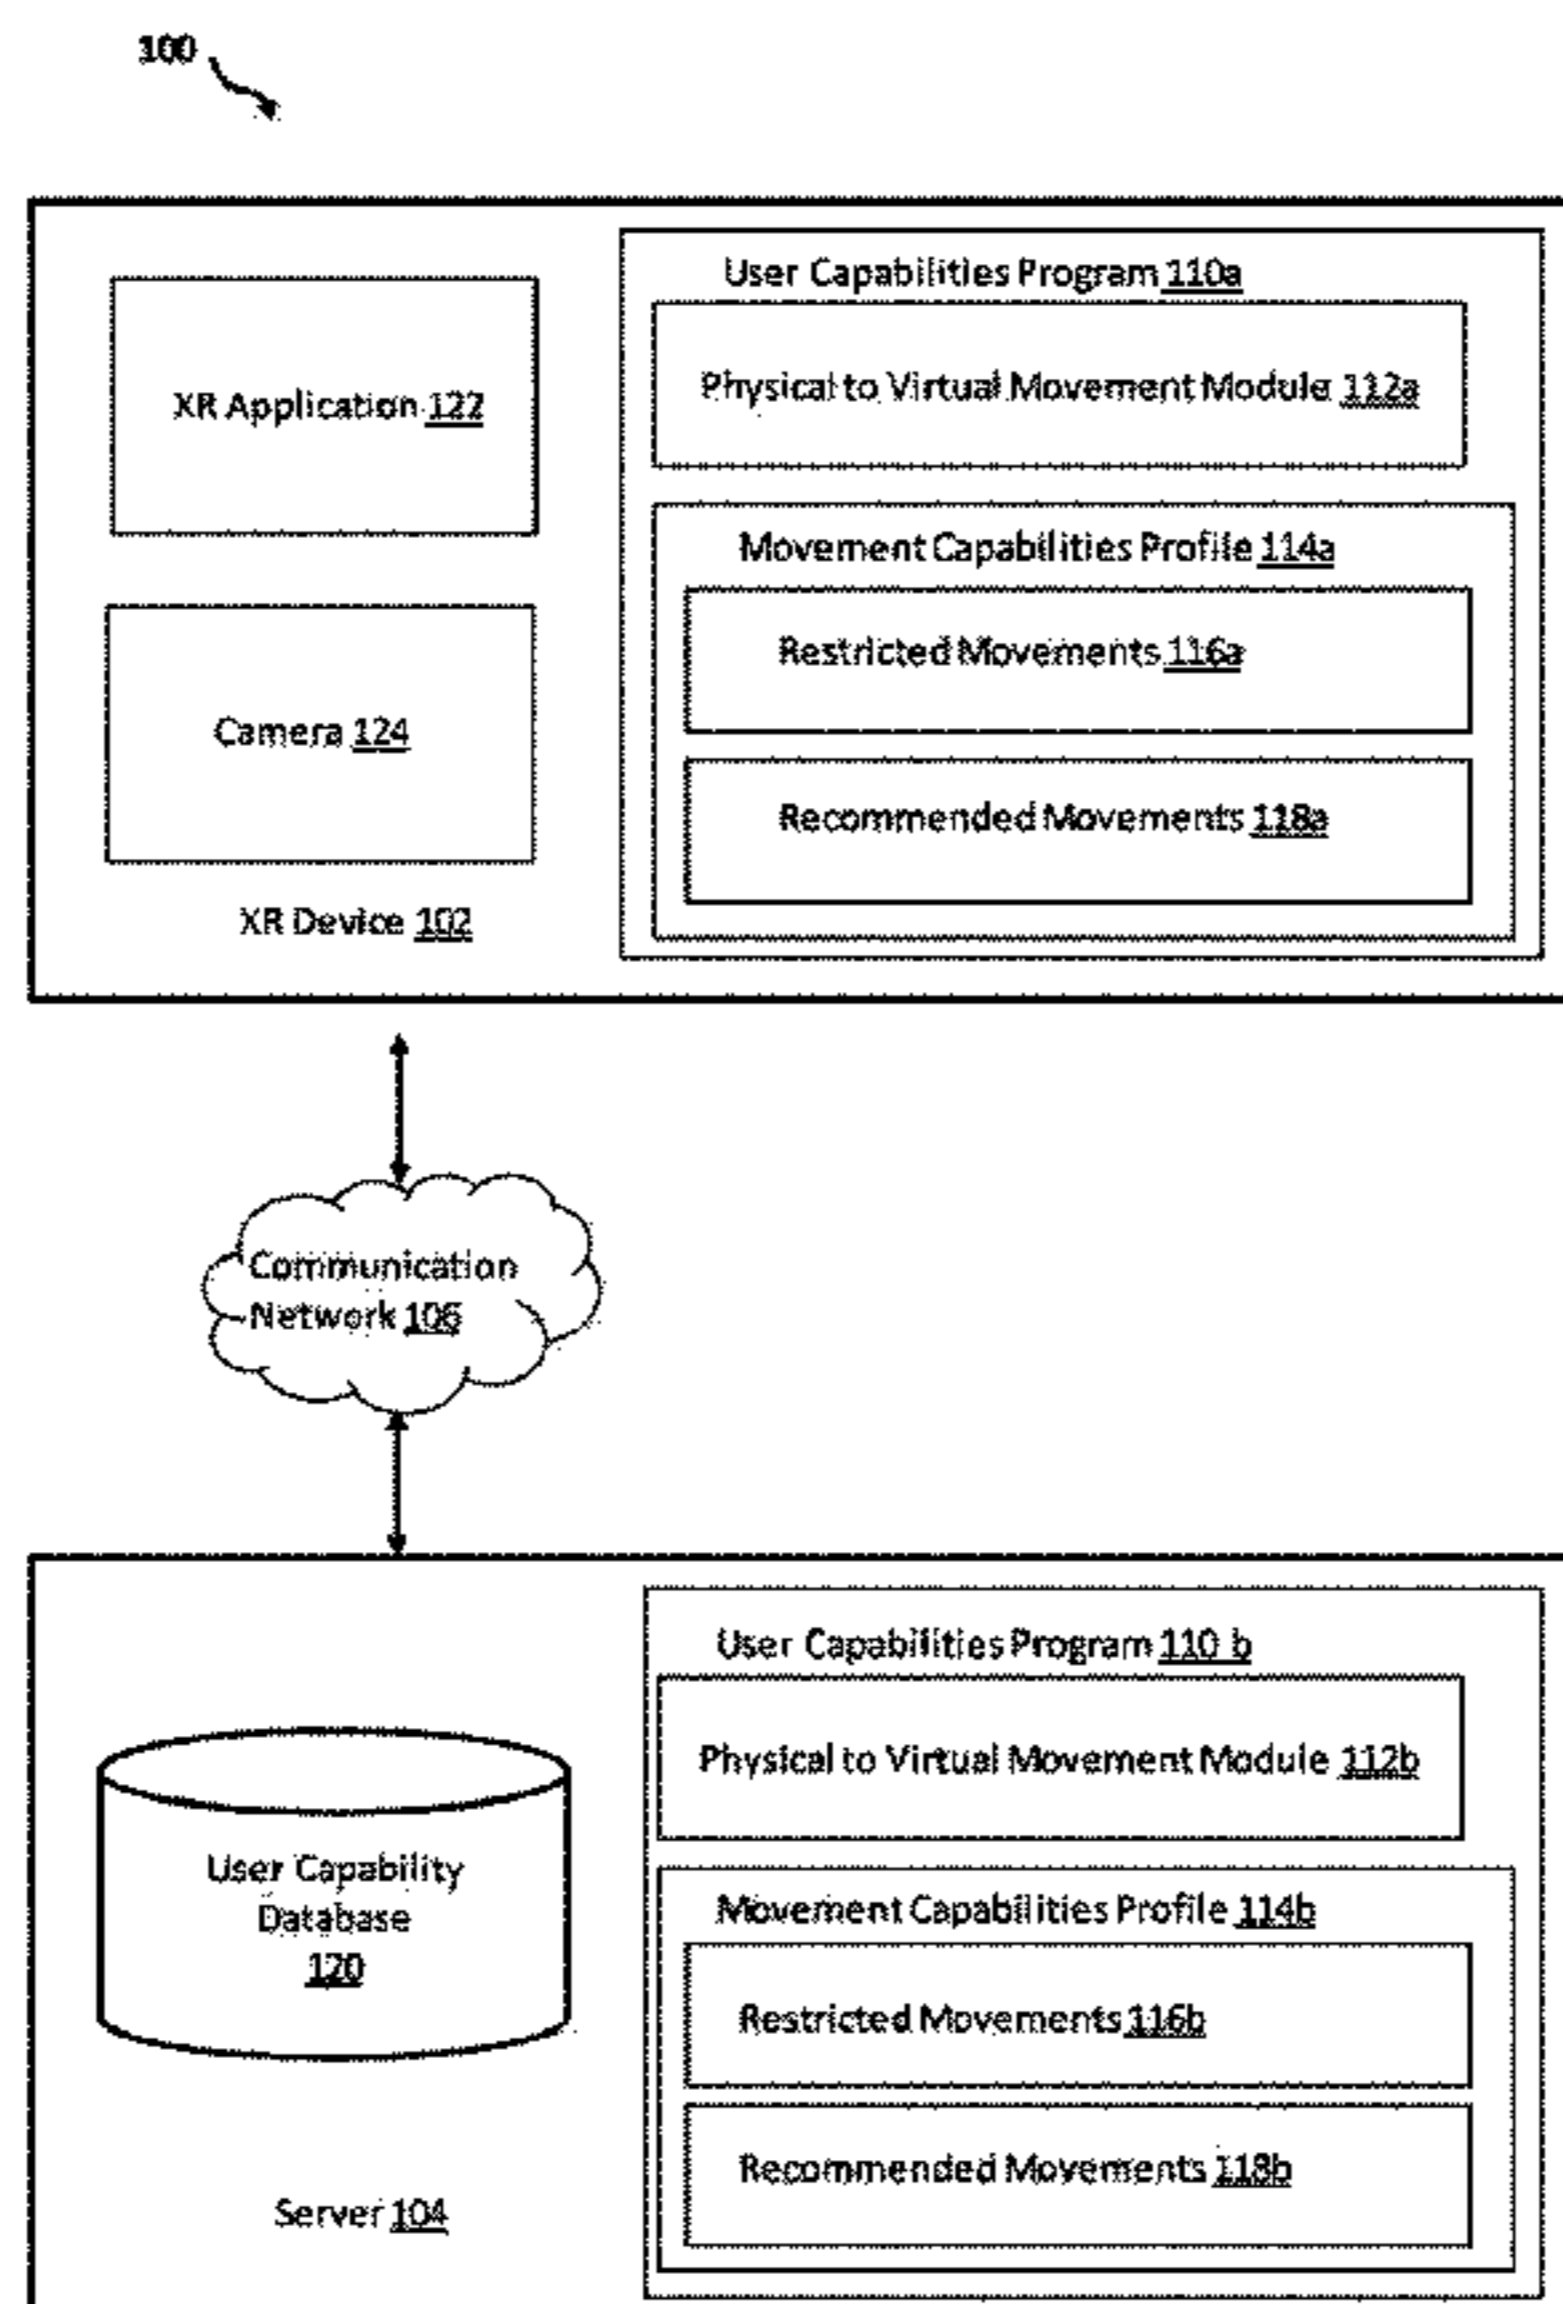 100
User Capabilities Program 110a
Physical to Virtual Movement Module 112a
XR Application 122
Movement Capabilities Profile 114a
Restricted Movements 116a
Camera 124
Recommended Movements 118a
XR Device 102
Communication
Network 106
User Capabilities Program 110 b
Physical to Virtual Movement Module 112b
User Capability
Database
120
Movement Capabilities Profile 114b
Restricted Movements 116b
Recommended Movements 118b
Server 104